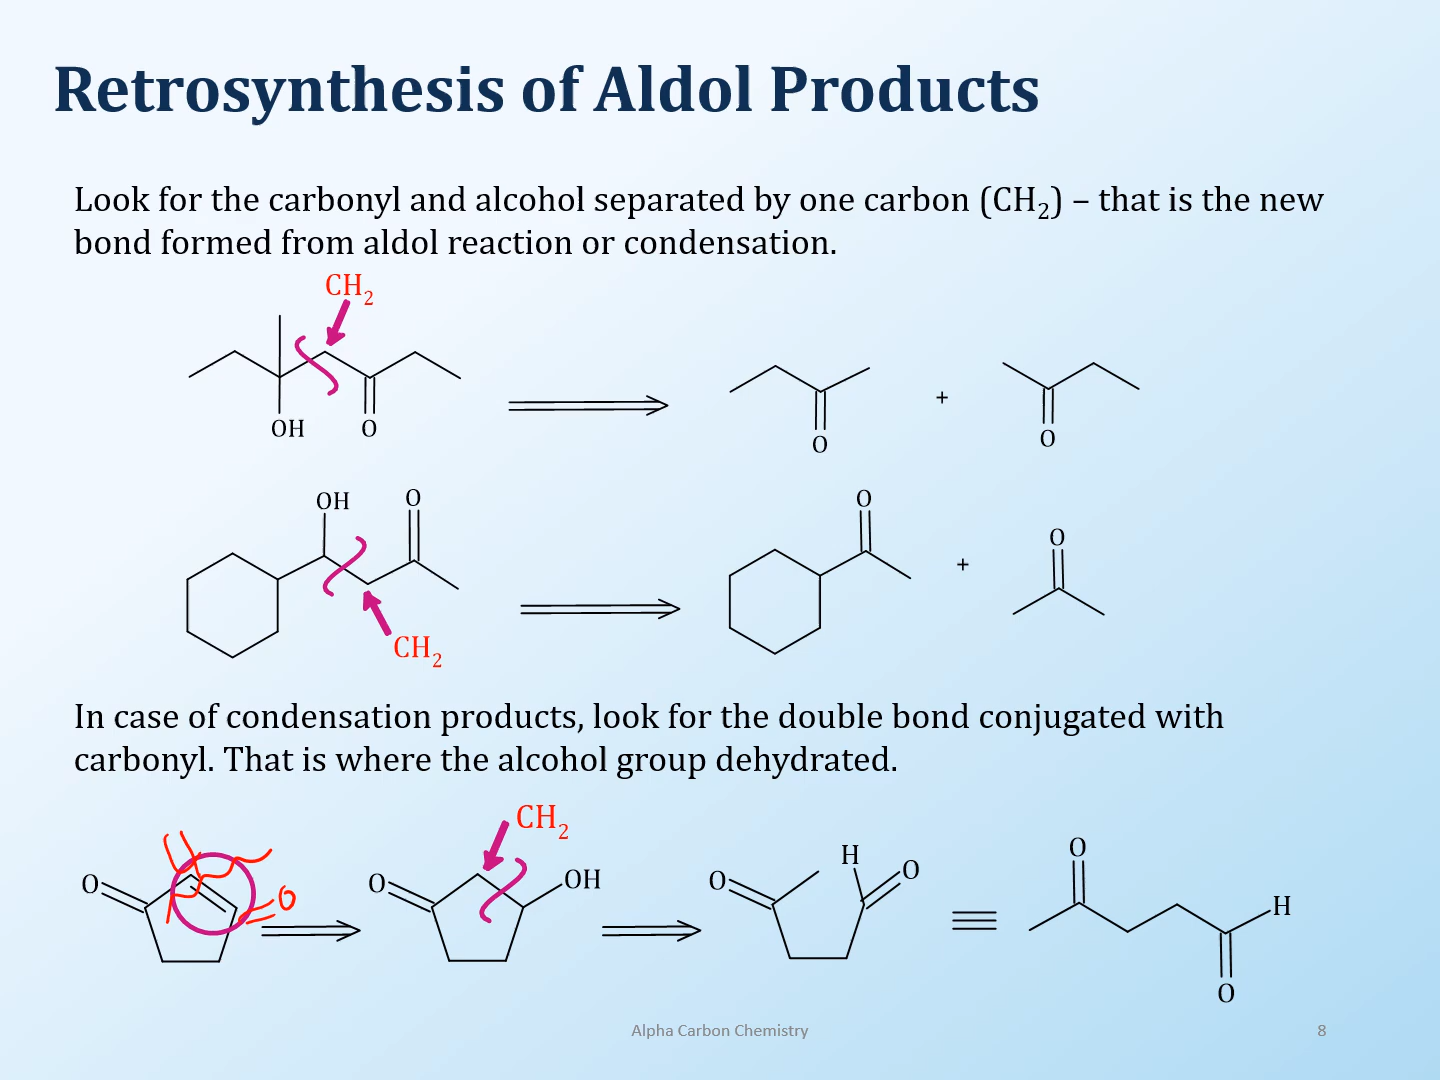 Retrosynthesis of Aldol Products
Look for the carbonyl and alcohol separated by one carbon (CH₂) – that is the new
bond formed from aldol reaction or condensation.
CH₂
OH
O
O
+
O
OH
O
CH₂
O
+
O
In case of condensation products, look for the double bond conjugated with
carbonyl. That is where the alcohol group dehydrated.
O
O
CH₂
O
OH
O
H
O
O
H
O
Alpha Carbon Chemistry
8